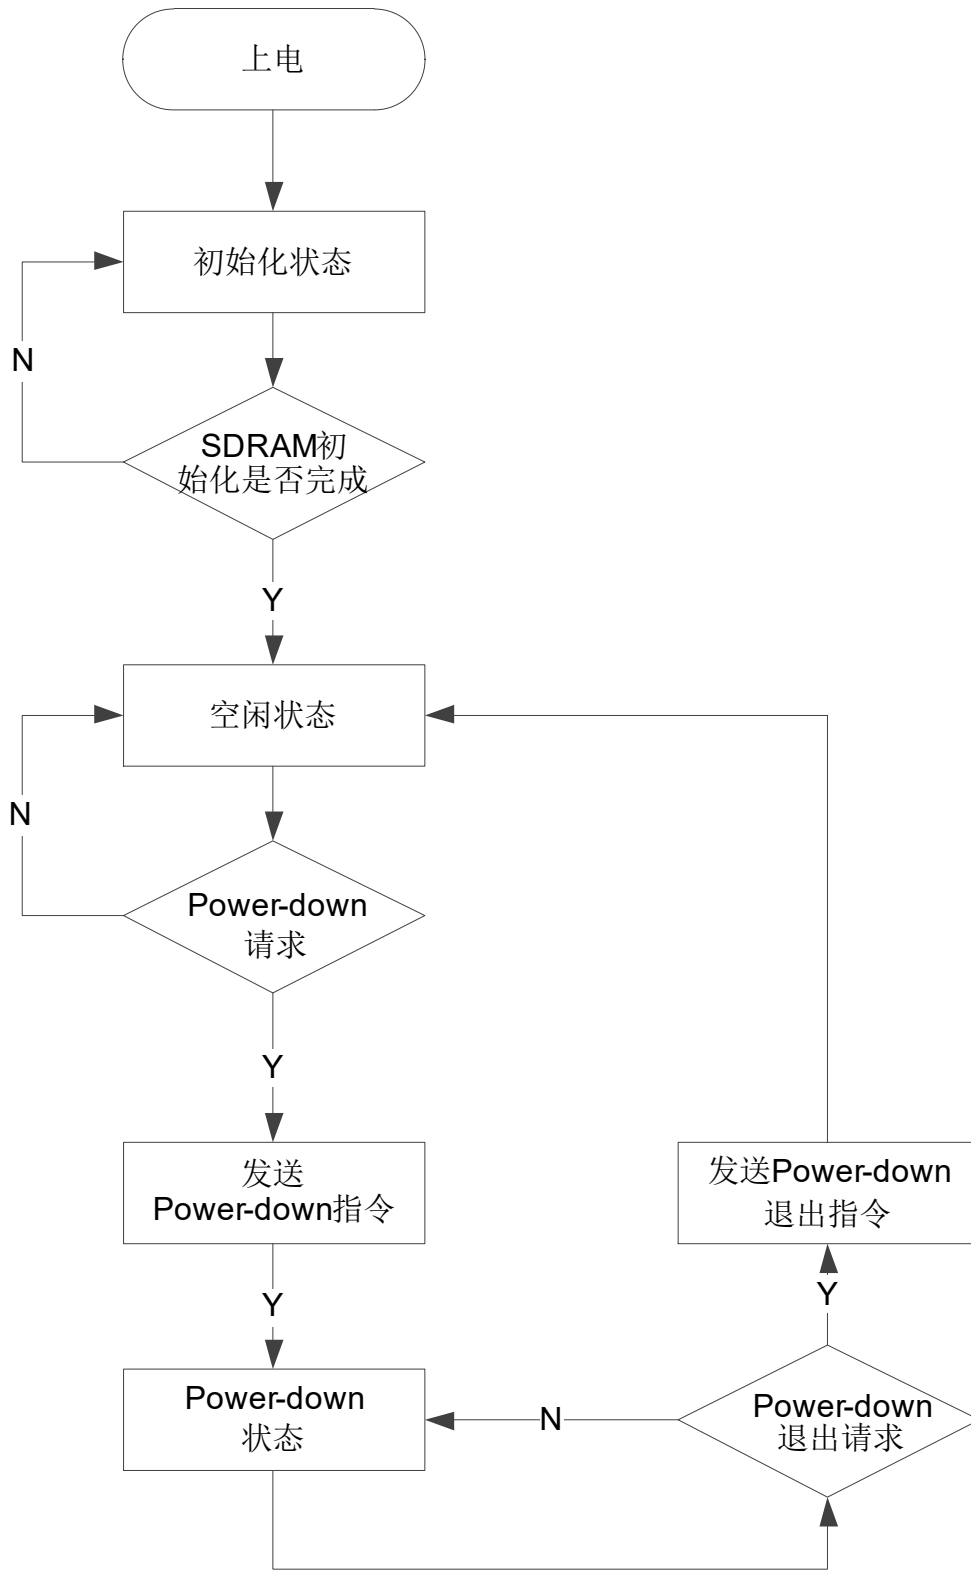 上电
初始化状态
N
SDRAM初
始化是否完成
Y
空闲状态
N
Power-down
请求
Y
发送
Power-down指令
发送Power-down
退出指令
Y
Y
Power-down
状态
N
Power-down
退出请求